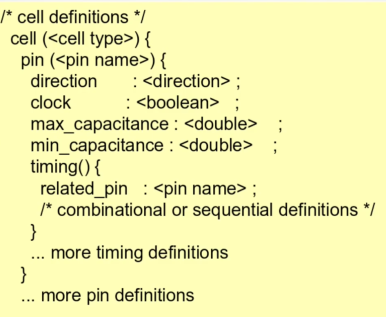 /* cell definitions */
cell (<cell type>) {
pin (<pin name>) {
direction : <direction> ;
clock : <boolean> ;
max_capacitance : <double> ;
min_capacitance : <double> ;
timing() {
related_pin : <pin name> ;
/* combinational or sequential definitions */
}
... more timing definitions
}
... more pin definitions